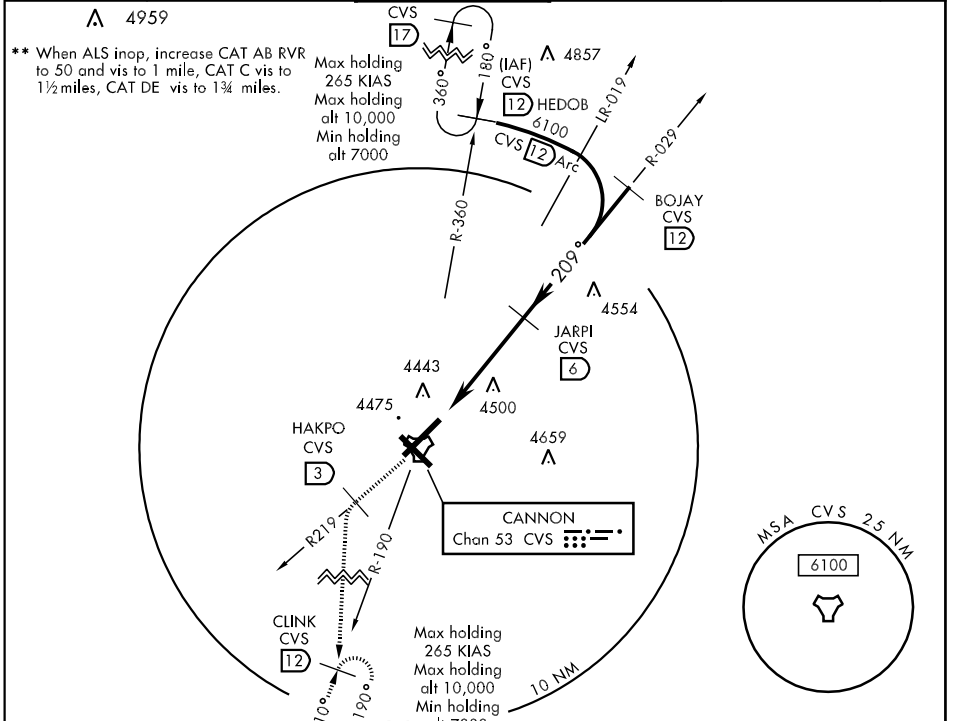 4959
** When ALS inop, increase CAT AB RVR
to 50 and vis to 1 mile, CAT C vis to
1½ miles, CAT DE vis to 1¾ miles.
CVS
17
Max holding
265 KIAS
Max holding
alt 10,000
Min holding
alt 7000
360°
180°
4857
(IAF)
CVS
12 HEDOB
6100
CVS 12 Arc
LR-019
R-029
R-360
BOJAY
CVS
12
209°
4554
JARPI
CVS
6
4443
4500
4475
4659
HAKPO
CVS
3
CANNON
Chan 53 CVS
R219
R-190
MSA CVS 25 NM
6100
CLINK
CVS
12
Max holding
265 KIAS
Max holding
alt 10,000
Min holding
10 NM
190°